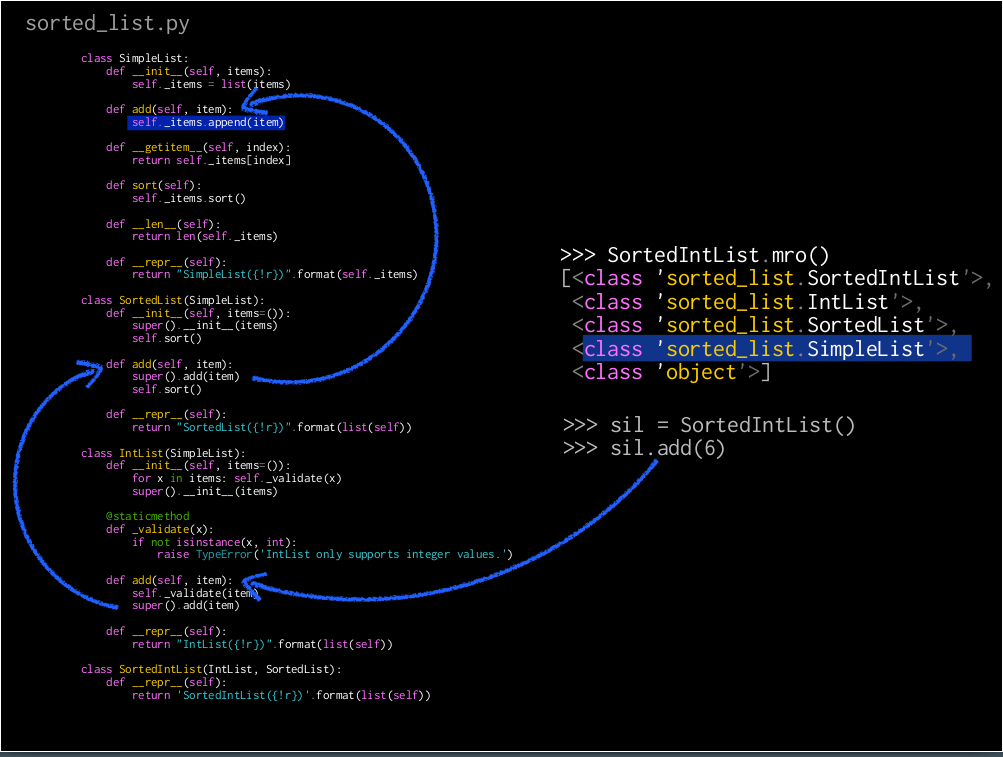 sorted_list.py
class SimpleList:
    def __init__(self, items):
        self._items = list(items)
    def add(self, item):
        self._items.append(item)
    def __getitem__(self, index):
        return self._items[index]
    def sort(self):
        self._items.sort()
    def __len__(self):
        return len(self._items)
    def __repr__(self):
        return "SimpleList({!r})".format(self._items)
class SortedList(SimpleList):
    def __init__(self, items=()):
        super().__init__(items)
        self.sort()
    def add(self, item):
        super().add(item)
        self.sort()
    def __repr__(self):
        return "SortedList({!r})".format(list(self))
class IntList(SimpleList):
    def __init__(self, items=()):
        for x in items: self._validate(x)
        super().__init__(items)
    @staticmethod
    def _validate(x):
        if not isinstance(x, int):
            raise TypeError('IntList only supports integer values.')
    def add(self, item):
        self._validate(item)
        super().add(item)
    def __repr__(self):
        return "IntList({!r})".format(list(self))
class SortedIntList(IntList, SortedList):
    def __repr__(self):
        return 'SortedIntList({!r})'.format(list(self))
>>> SortedIntList.mro()
[<class 'sorted_list.SortedIntList'>,
 <class 'sorted_list.IntList'>,
 <class 'sorted_list.SortedList'>,
 <class 'sorted_list.SimpleList'>,
 <class 'object'>]
>>> sil = SortedIntList()
>>> sil.add(6)